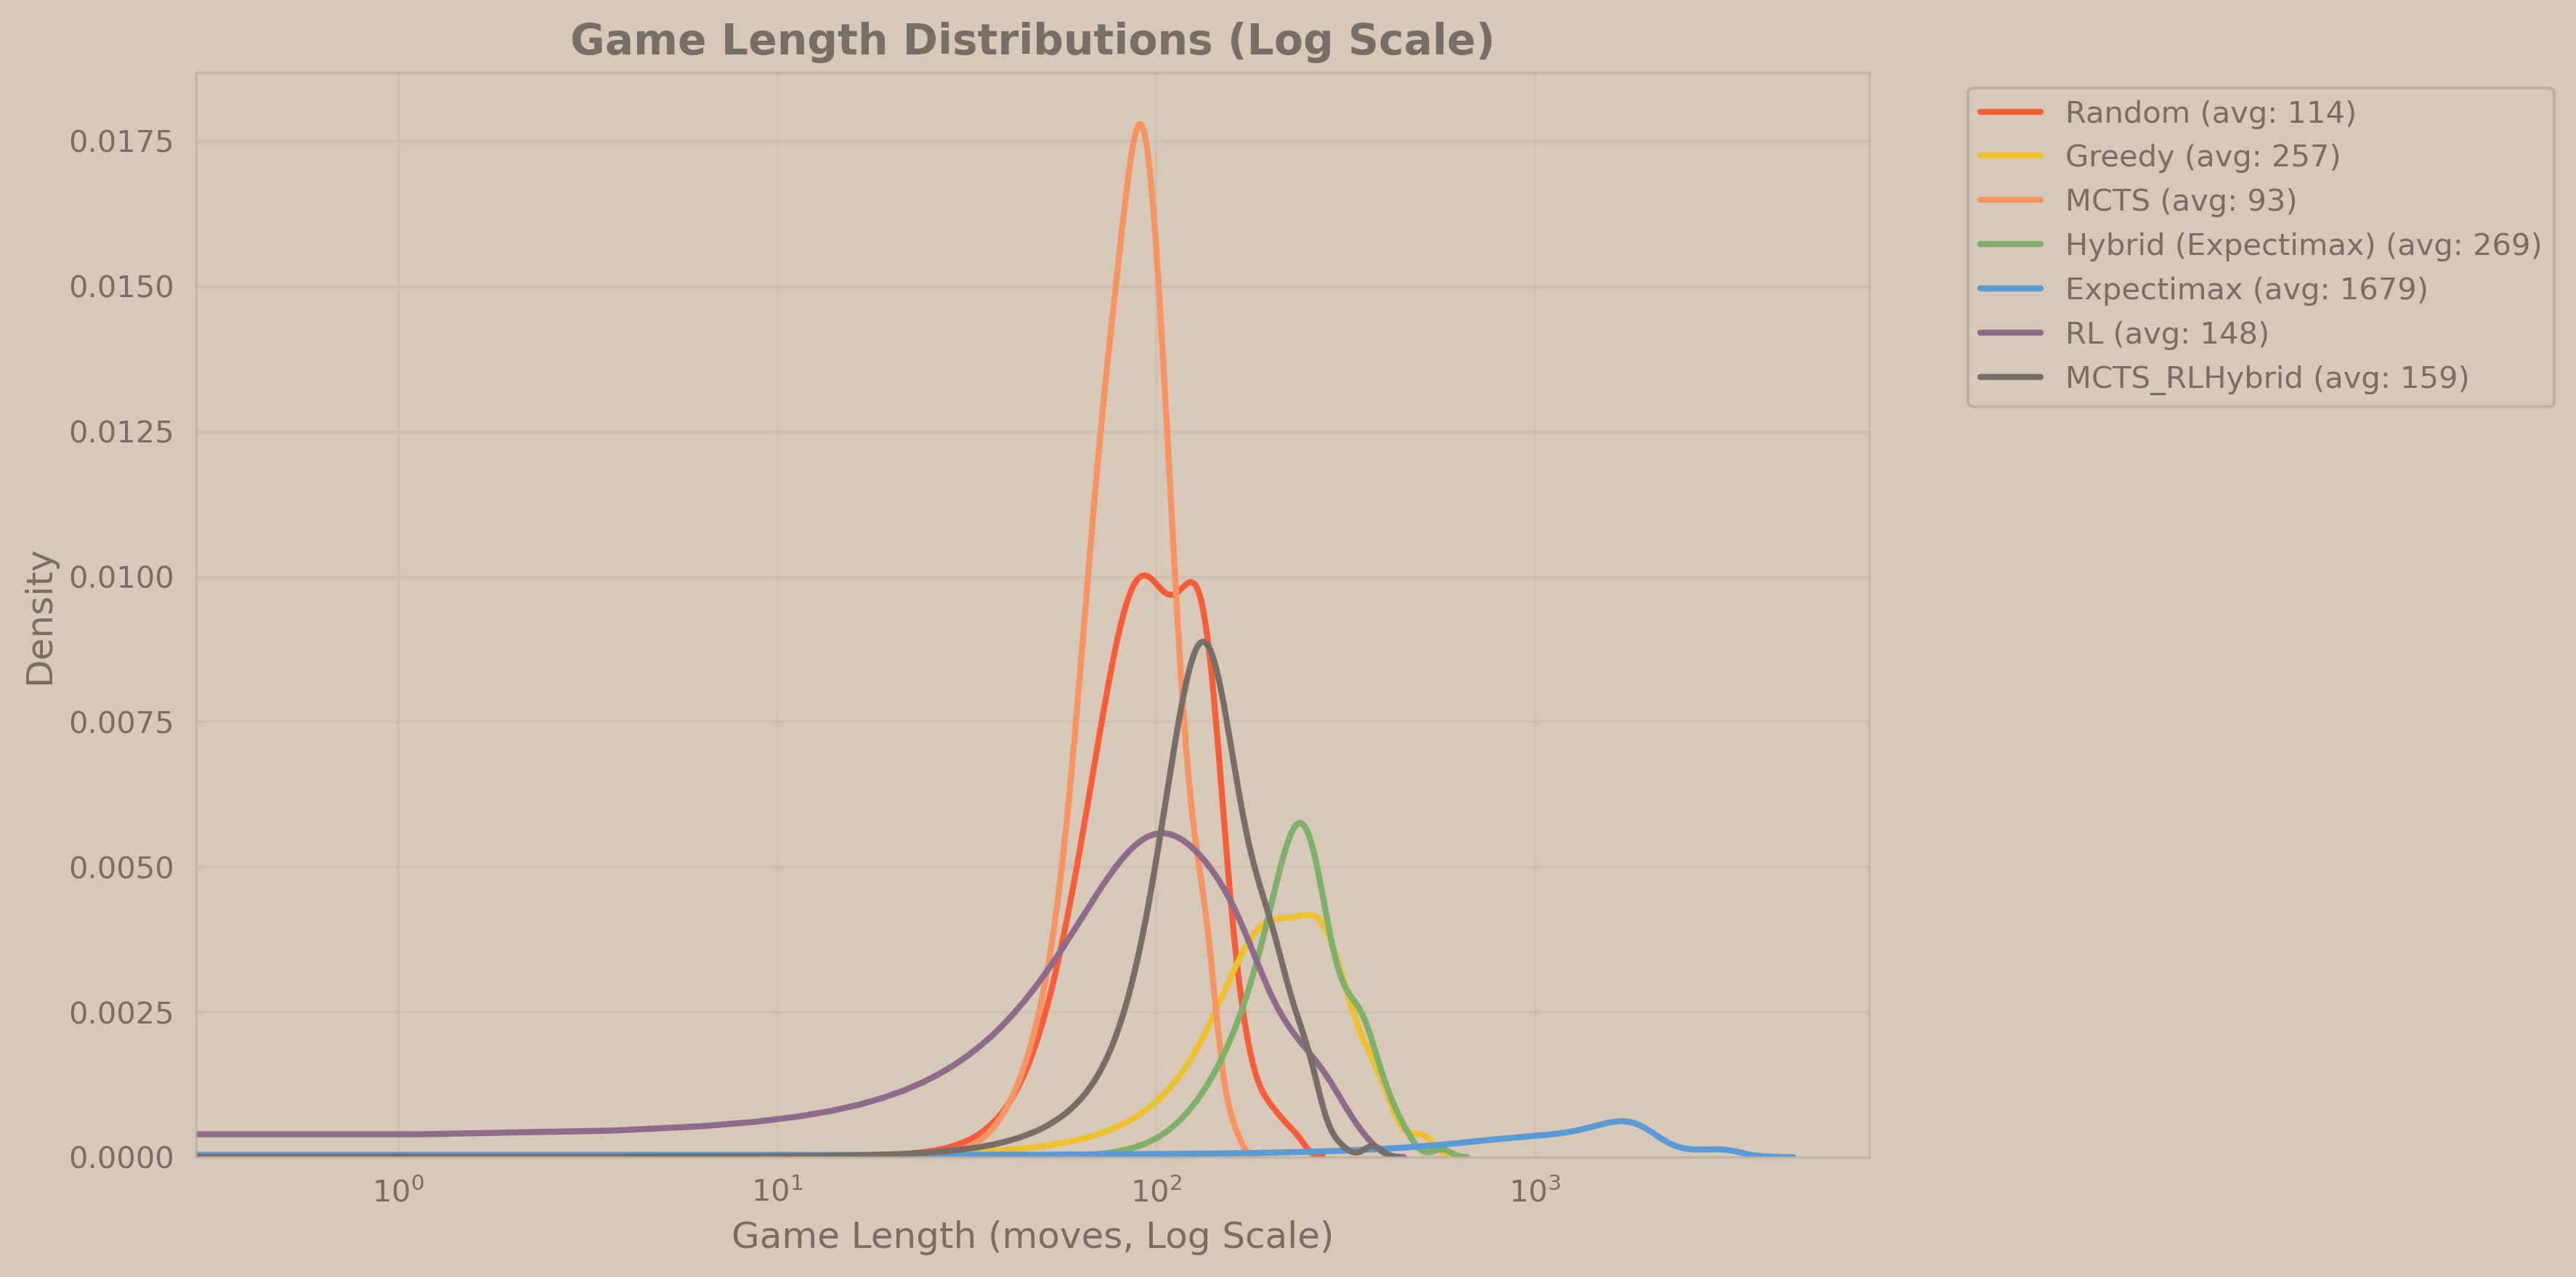 Game Length Distributions (Log Scale)
Density
0.0175
0.0150
0.0125
0.0100
0.0075
0.0050
0.0025
0.0000
10⁰
10¹
10²
10³
Game Length (moves, Log Scale)
Random (avg: 114)
Greedy (avg: 257)
MCTS (avg: 93)
Hybrid (Expectimax) (avg: 269)
Expectimax (avg: 1679)
RL (avg: 148)
MCTS_RLHybrid (avg: 159)